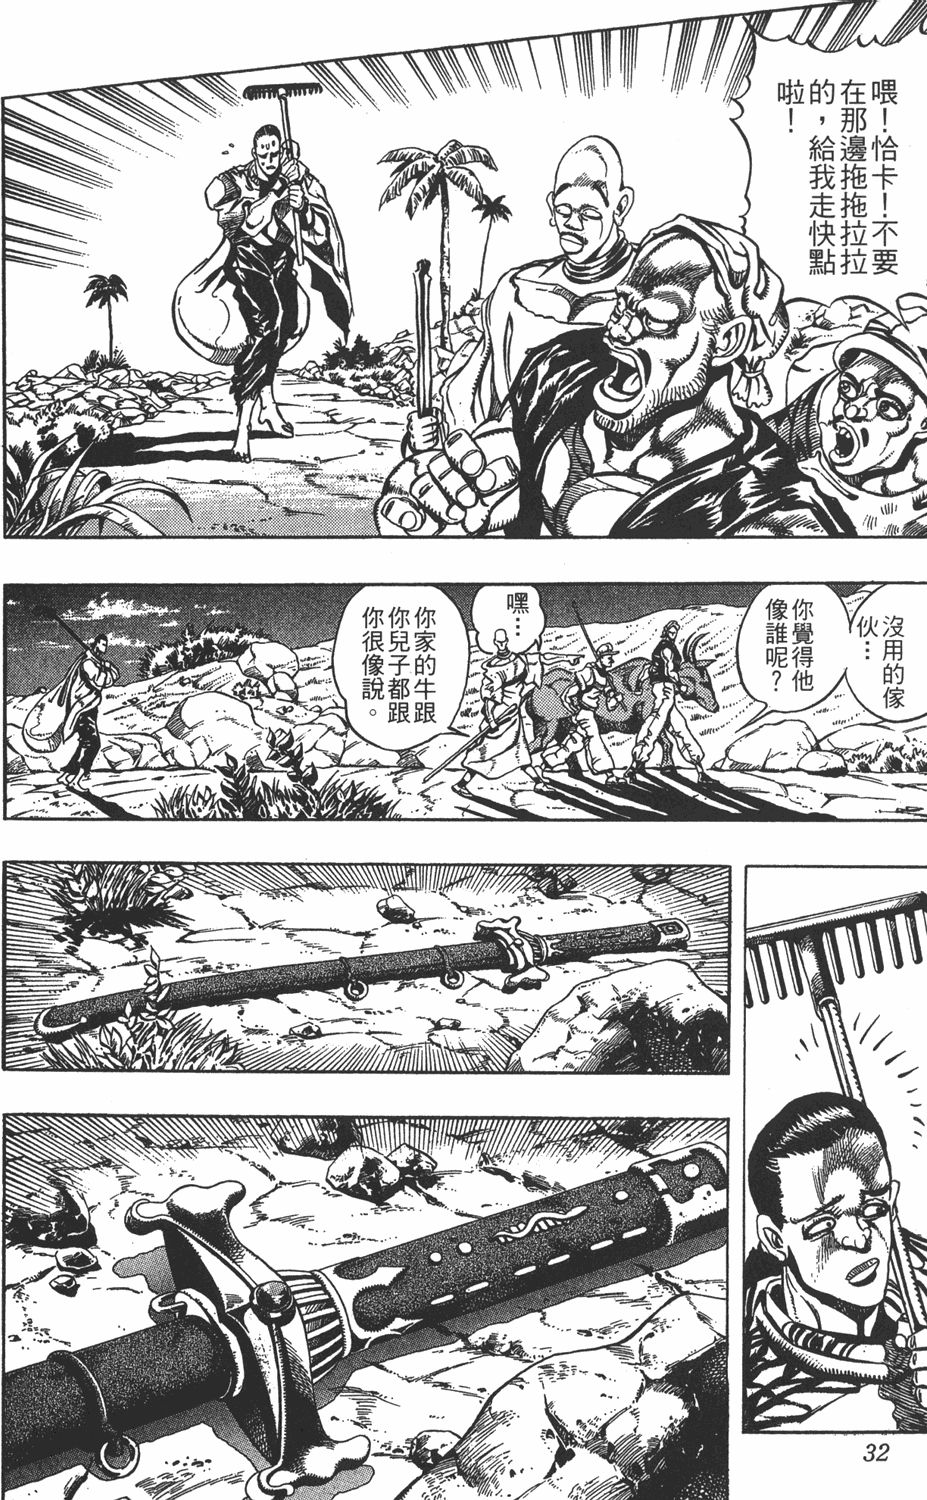 喂！恰卡！不要
在那邊拖拖拉拉
的，給我走快點
啦！
沒用的傢
伙…
你覺得他
像誰呢？
嘿…
你家的牛跟
你兒子都跟
你很像說。
32